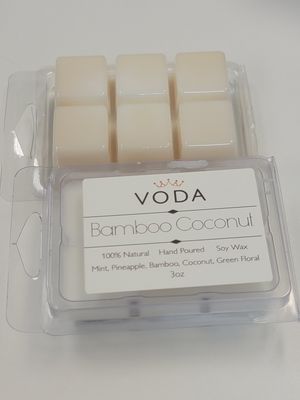 VODA
Bamboo Coconut
100% Natural Hand Poured Soy Wax
Mint, Pineapple, Bamboo, Coconut, Green Floral
3oz